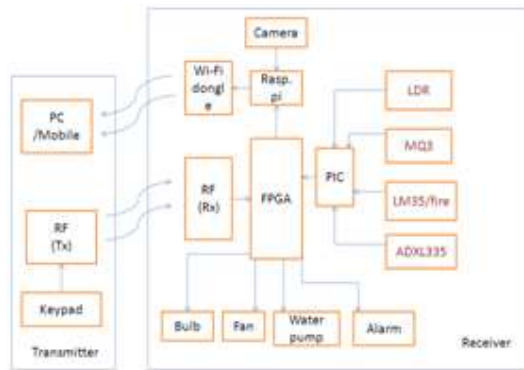 Camera
Wi-Fi
dongl
e
Rasp.
pi
LDR
PC
/Mobile
MQ3
RF
(Rx)
FPGA
PIC
LM35/fire
RF
(Tx)
ADXL335
Keypad
Bulb
Fan
Water
pump
Alarm
Transmitter
Receiver